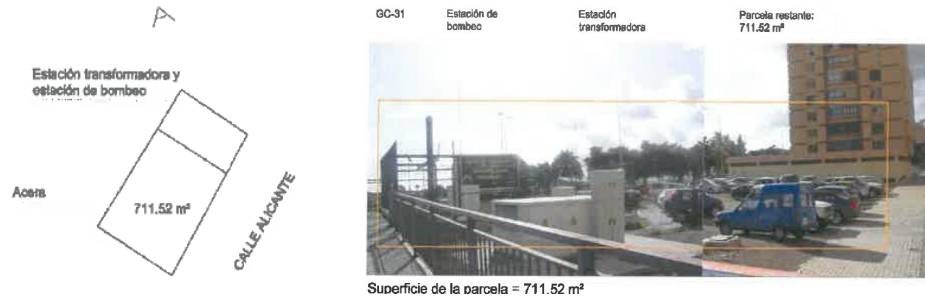 Estación transformadora y
estación de bombeo
Acera
711.52 m²
CALLE ALICANTE
GC-31
Estación de
bombeo
Estación
transformadora
Parcela restante:
711.52 m²
Superficie de la parcela = 711.52 m²